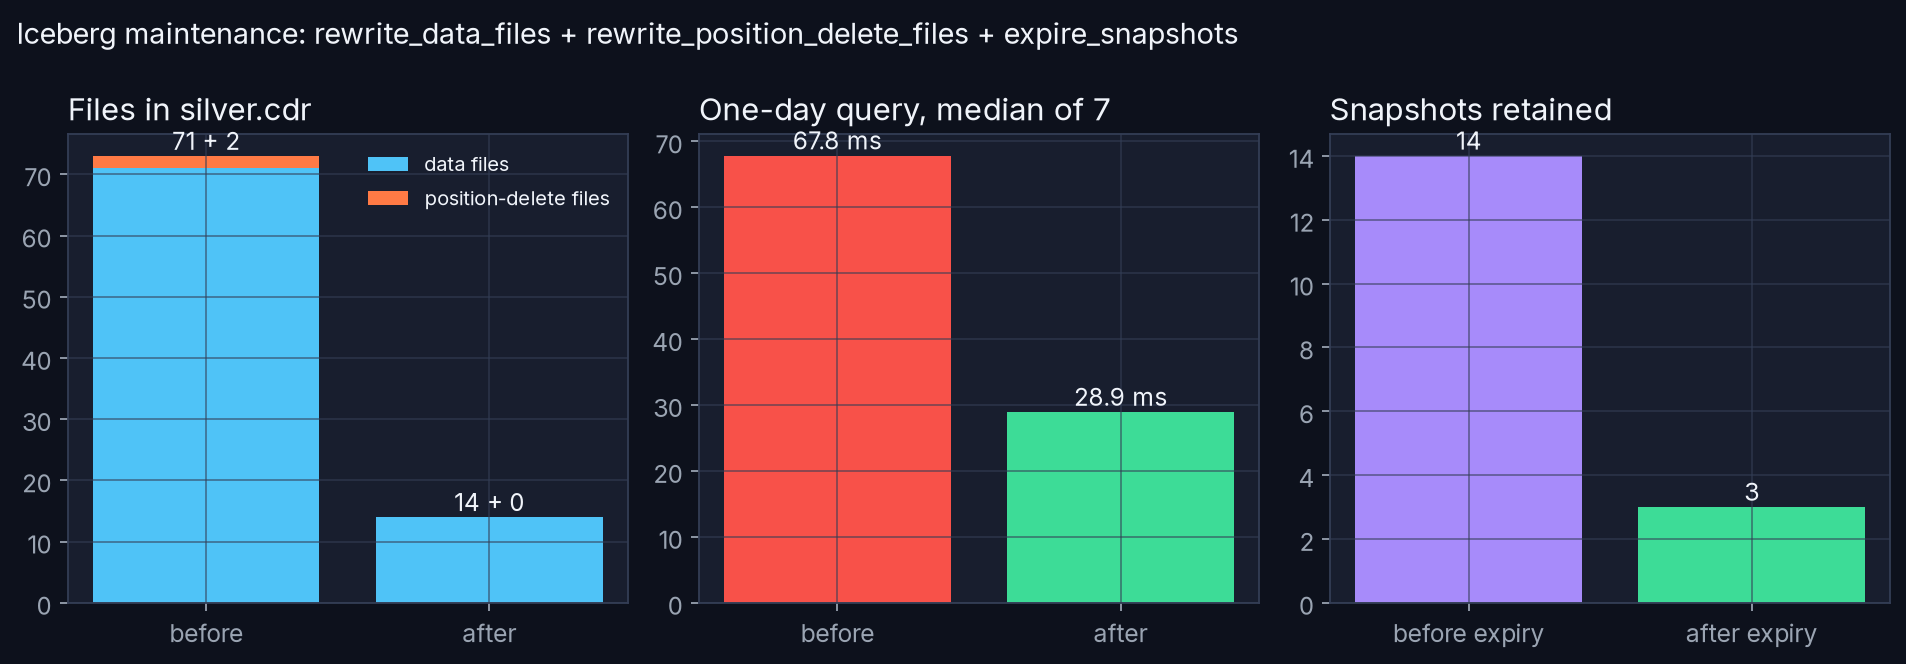 Iceberg maintenance: rewrite_data_files + rewrite_position_delete_files + expire_snapshots
Files in silver.cdr
71 + 2
data files
position-delete files
14 + 0
70
60
50
40
30
20
10
0
before
after
One-day query, median of 7
67.8 ms
28.9 ms
70
60
50
40
30
20
10
0
before
after
Snapshots retained
14
3
14
12
10
8
6
4
2
0
before expiry
after expiry